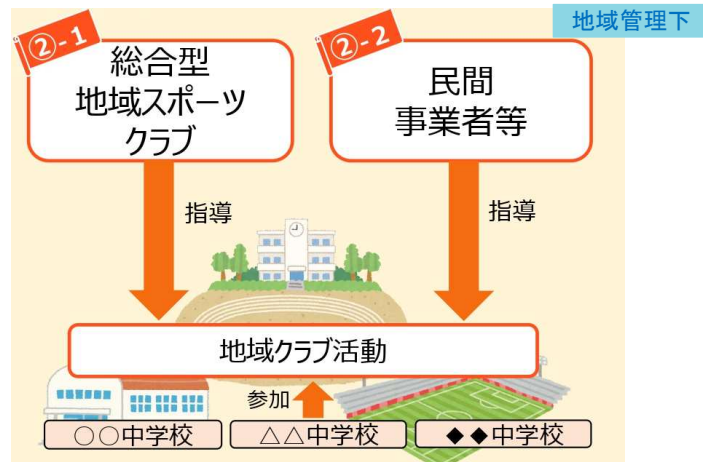 地域管理下
②-1
総合型
地域スポーツ
クラブ
②-2
民間
事業者等
指導
指導
地域クラブ活動
参加
○○中学校
△△中学校
◆◆中学校